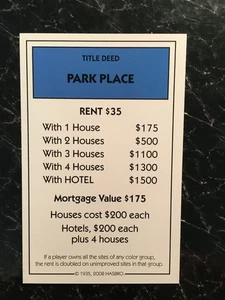 TITLE DEED
PARK PLACE
RENT $35
With 1 House $175
With 2 Houses $500
With 3 Houses $1100
With 4 Houses $1300
With HOTEL $1500
Mortgage Value $175
Houses cost $200 each
Hotels, $200 each
plus 4 houses
If a player owns all the sites of any color group,
the rent is doubled on unimproved sites in that group.
© 1935, 2008 HASBRO